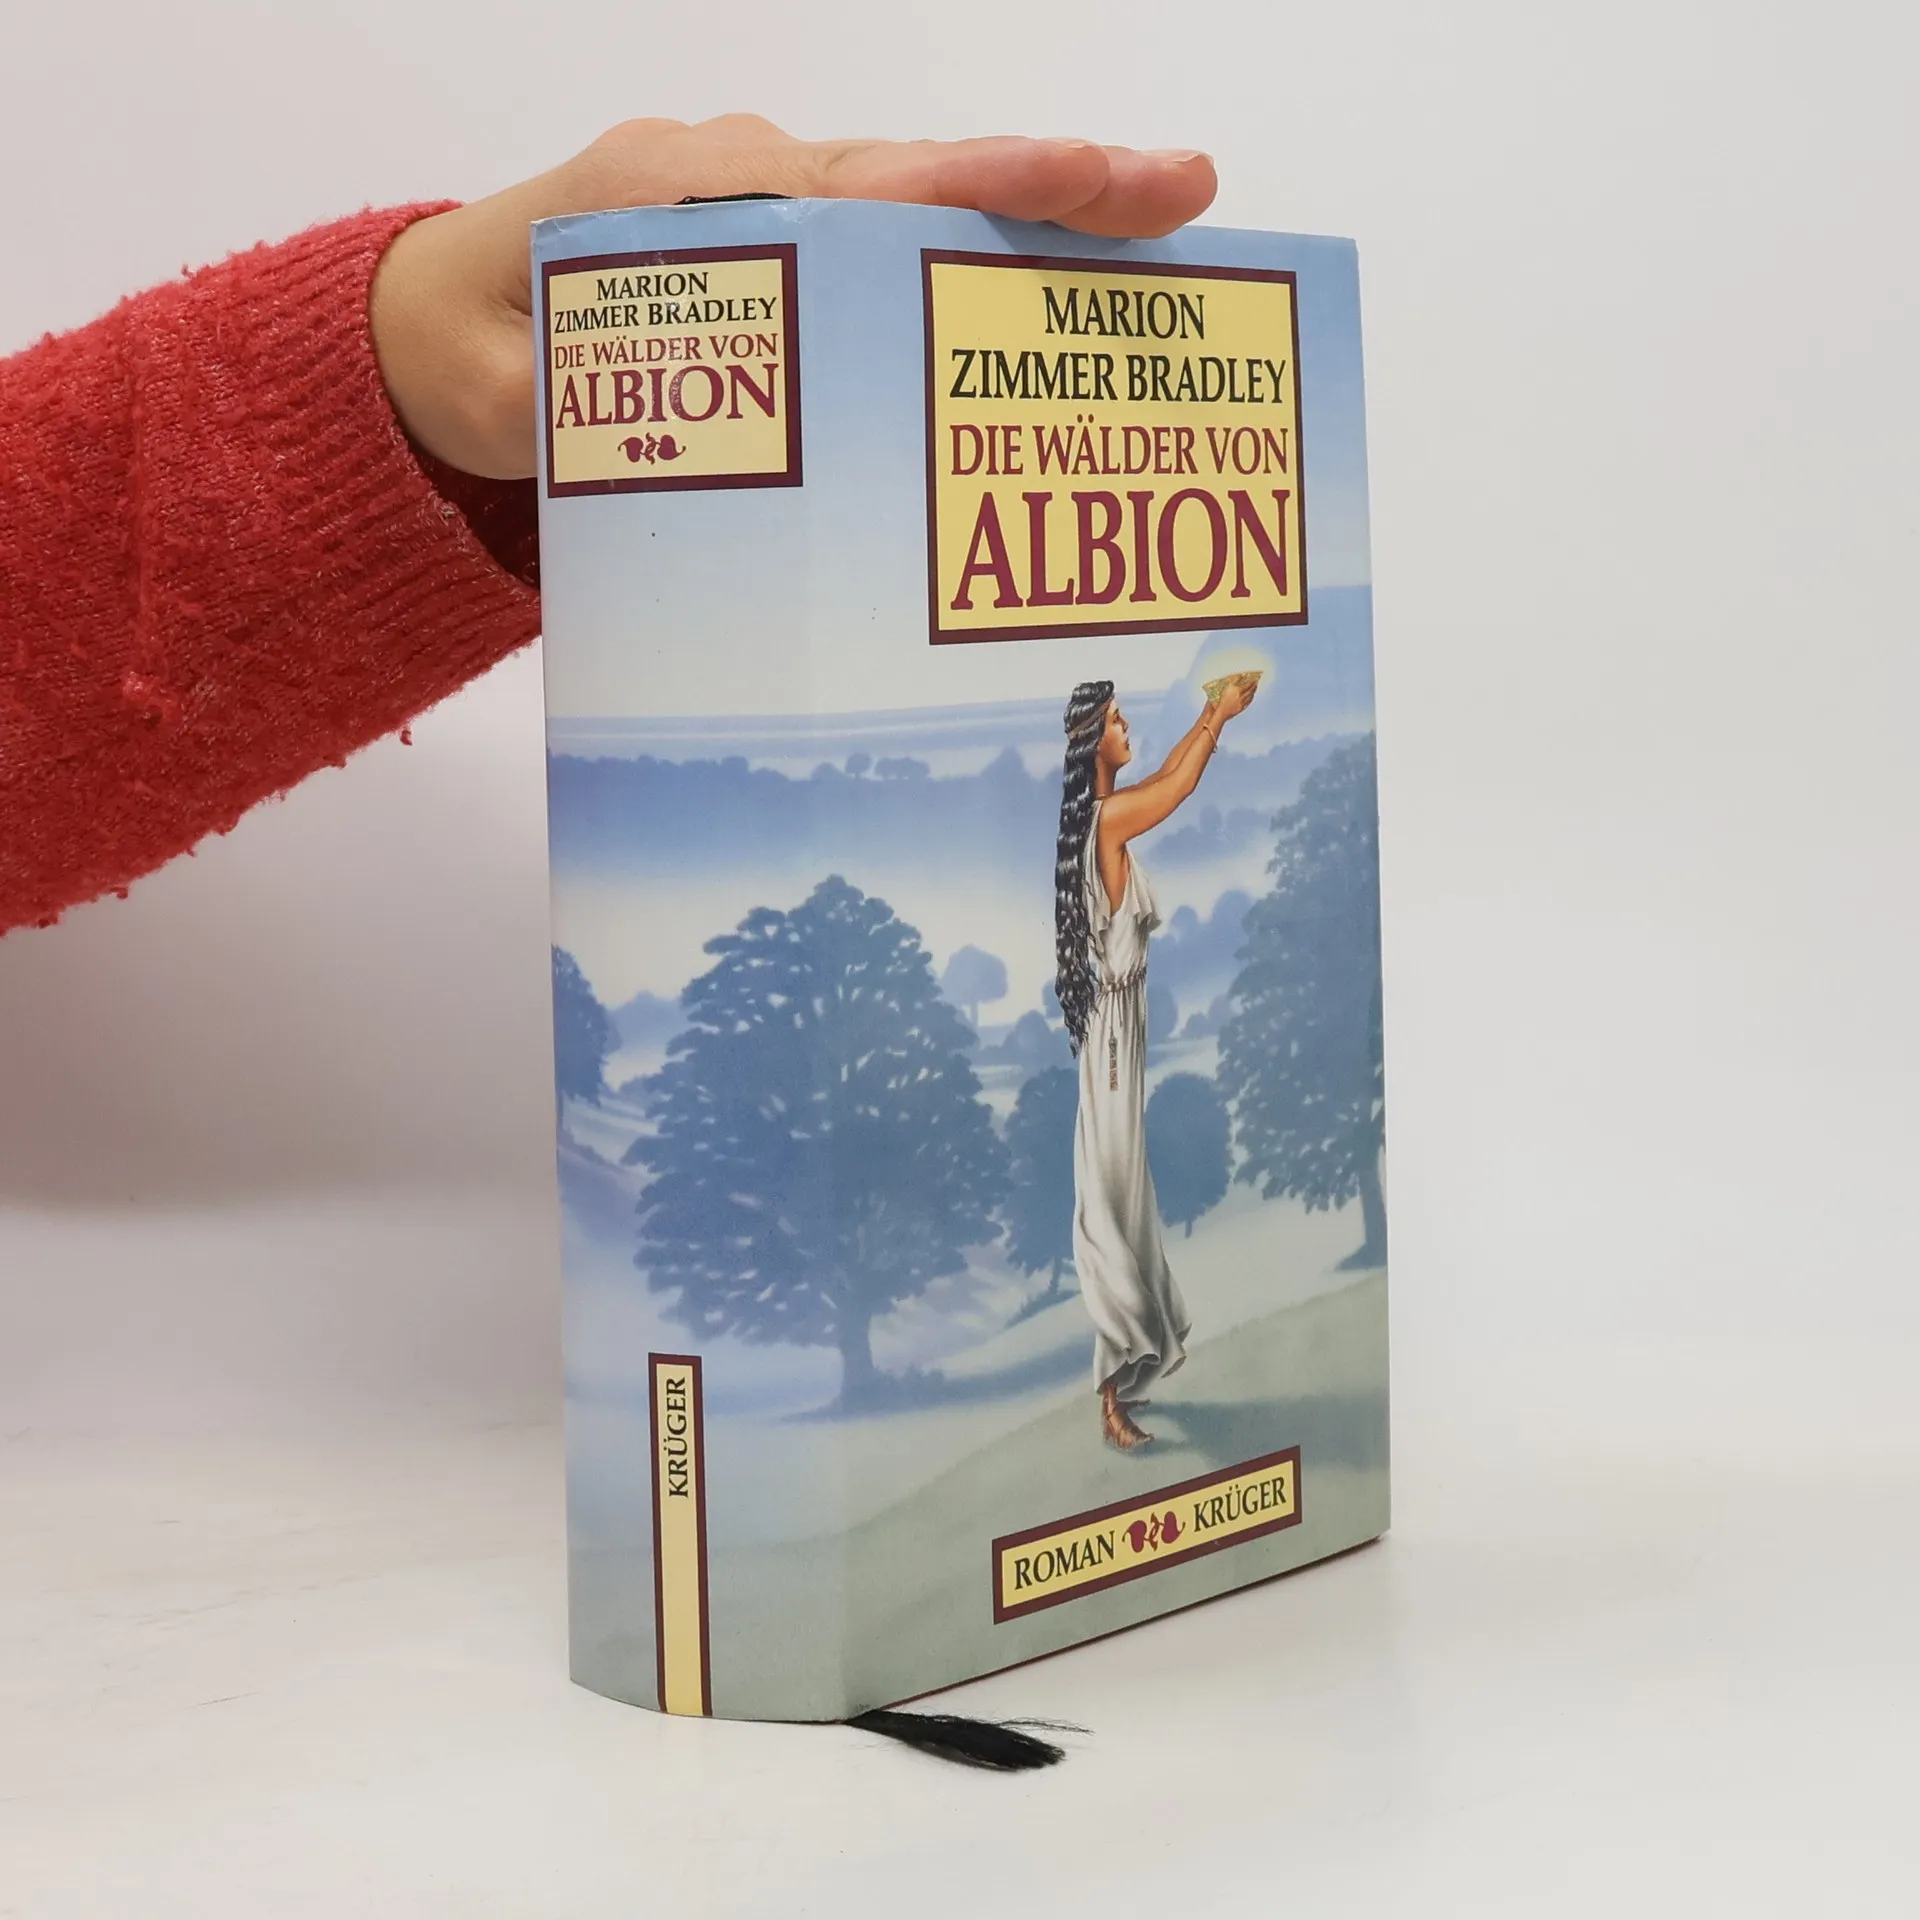 MARION
ZIMMER BRADLEY
DIE WÄLDER VON
ALBION
KRÜGER
MARION
ZIMMER BRADLEY
DIE WÄLDER VON
ALBION
ROMAN KRÜGER